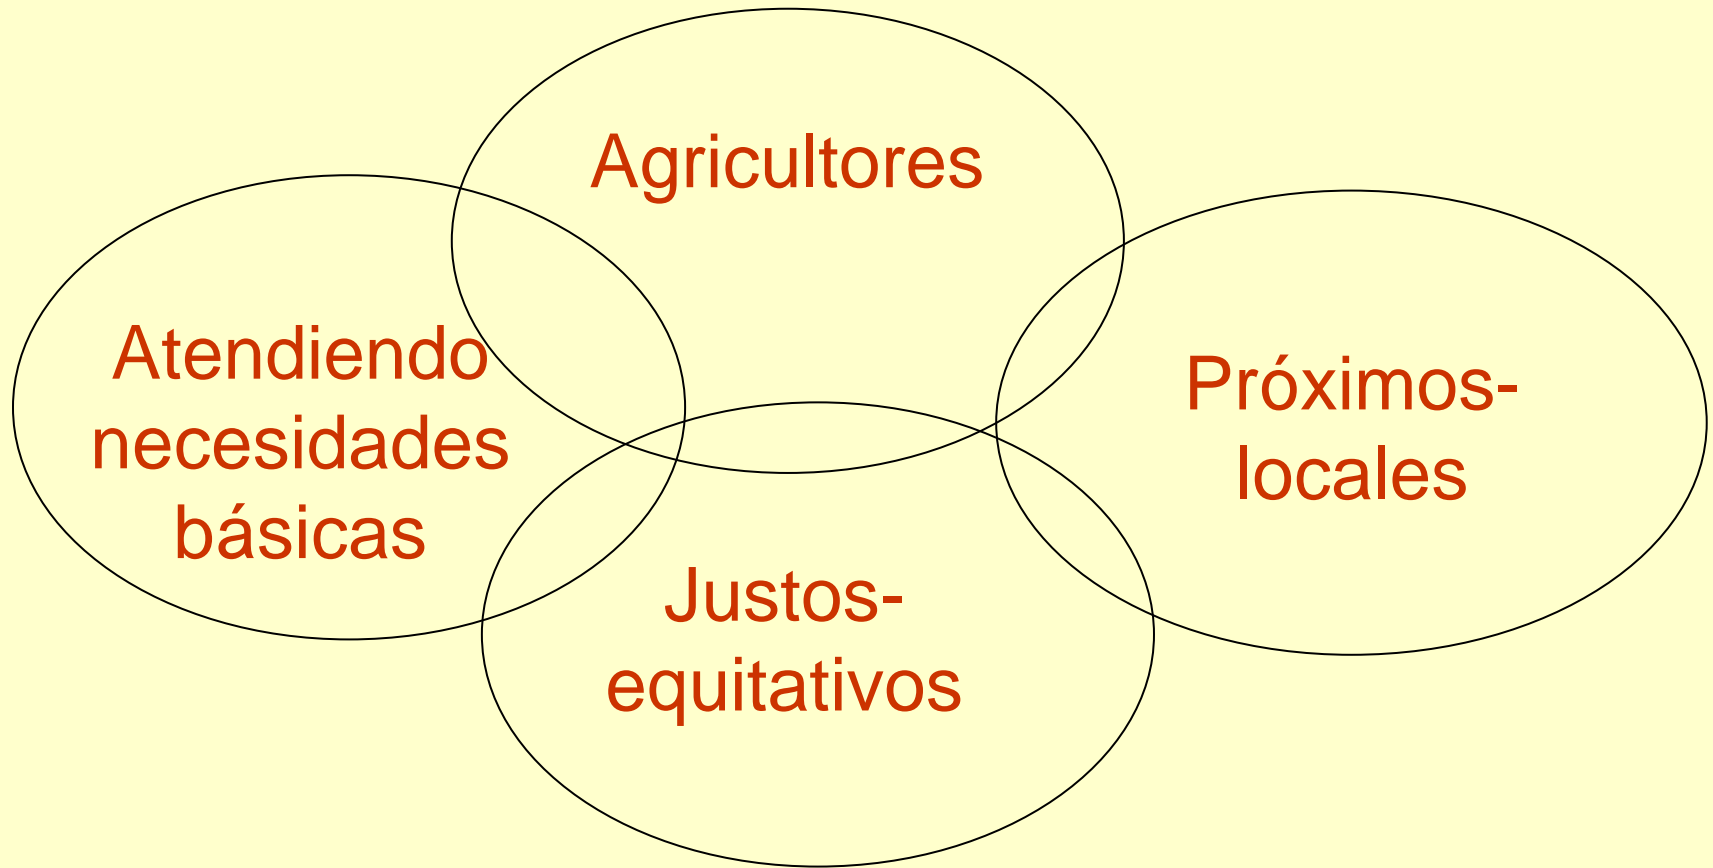 Agricultores
Atendiendo
necesidades
básicas
Próximos-
locales
Justos-
equitativos